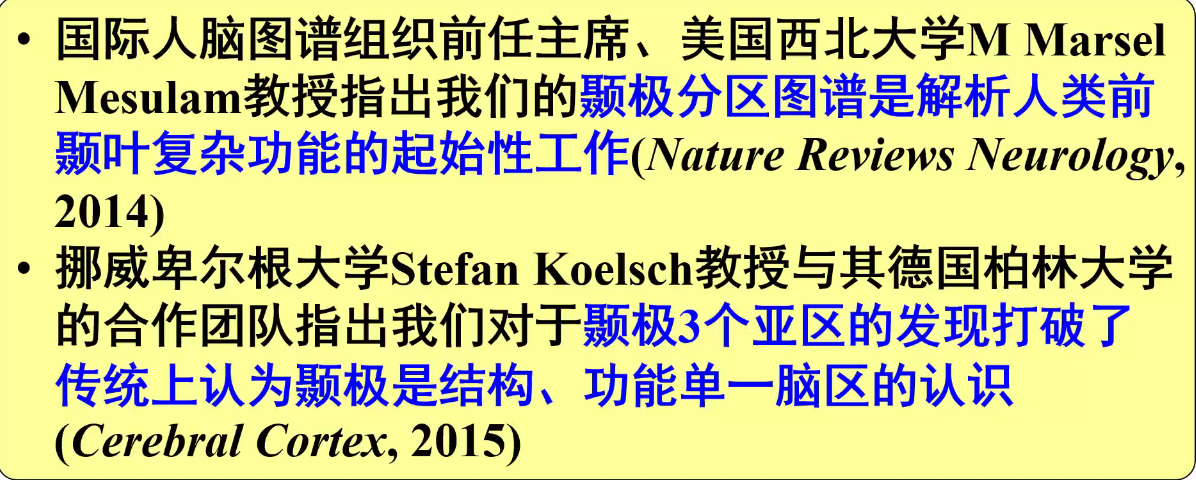 • 国际人脑图谱组织前任主席、美国西北大学M Marsel
Mesulam教授指出我们的颞极分区图谱是解析人类前
颞叶复杂功能的起始性工作(Nature Reviews Neurology,
2014)
• 挪威卑尔根大学Stefan Koelsch教授与其德国柏林大学
的合作团队指出我们对于颞极3个亚区的发现打破了
传统上认为颞极是结构、功能单一脑区的认识
(Cerebral Cortex, 2015)